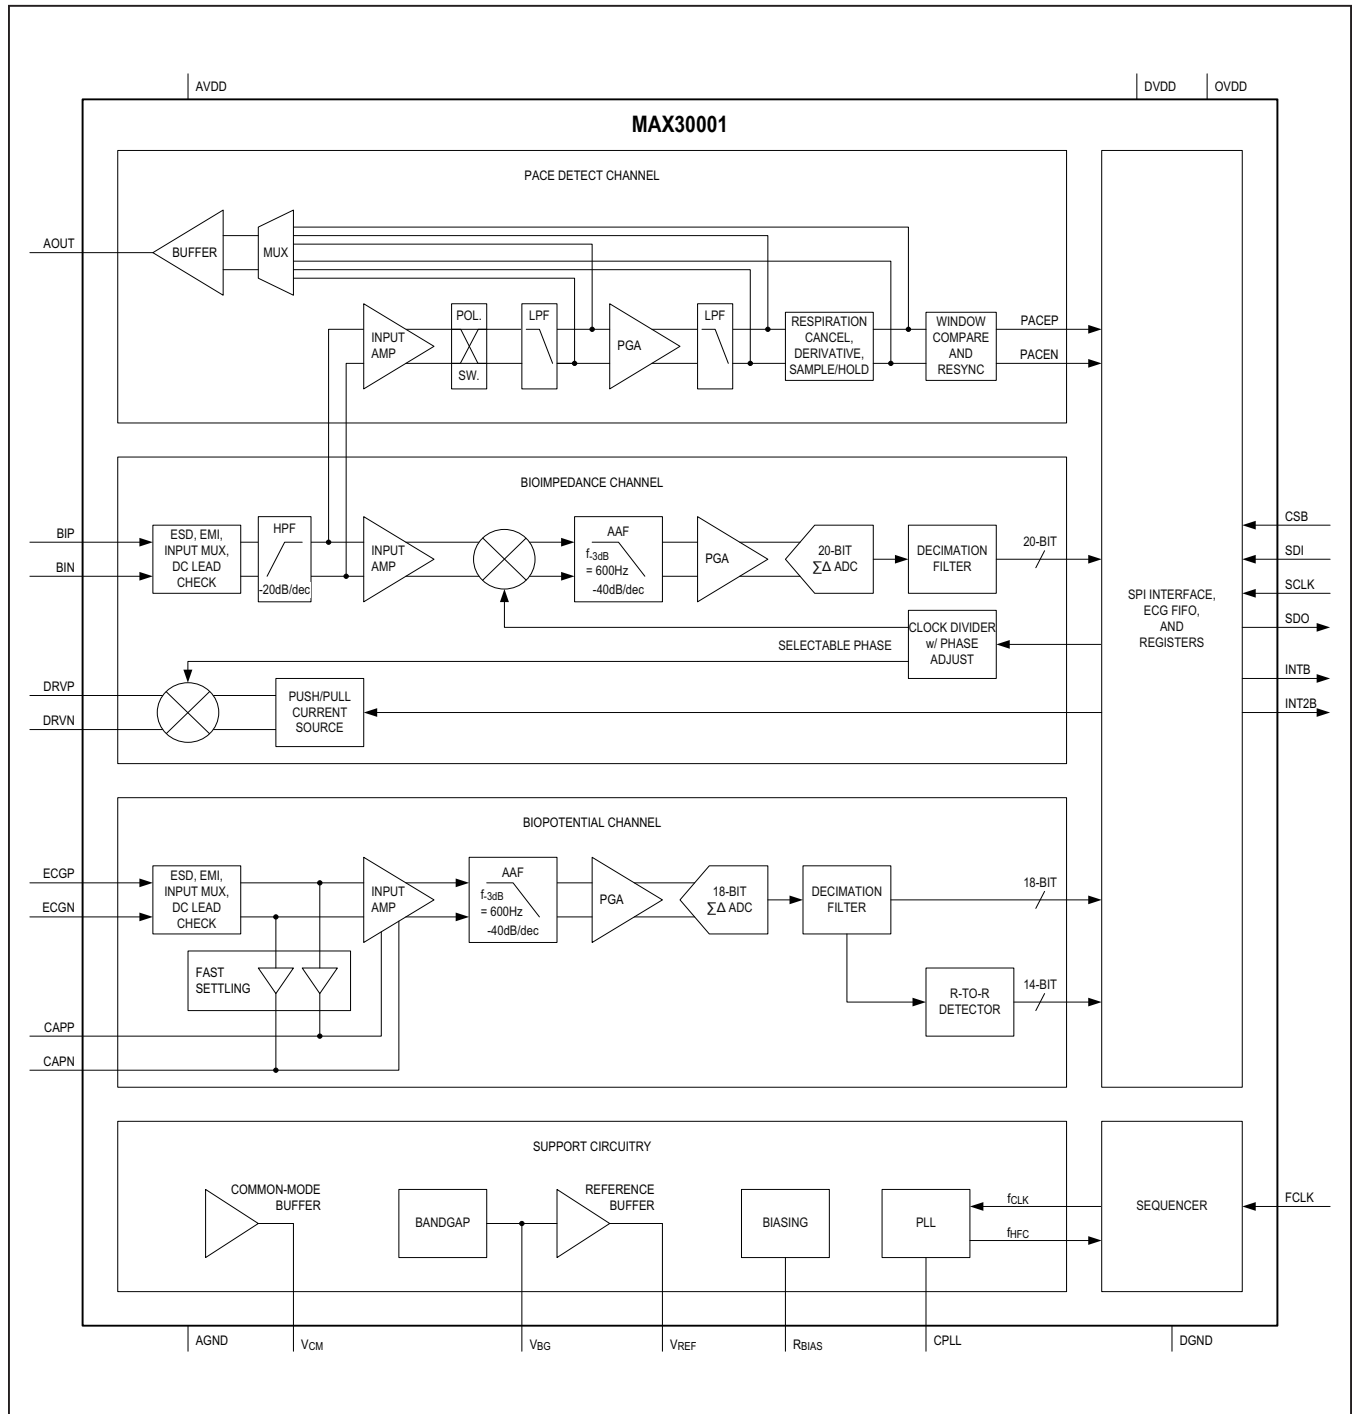 AVDD
DVDD
OVDD
MAX30001
PACE DETECT CHANNEL
AOUT
BUFFER
MUX
INPUT
AMP
POL.
SW.
LPF
PGA
LPF
RESPIRATION
CANCEL,
DERIVATIVE,
SAMPLE/HOLD
WINDOW
COMPARE
AND
RESYNC
PACEP
PACEN
BIOIMPEDANCE CHANNEL
BIP
BIN
ESD, EMI,
INPUT MUX,
DC LEAD
CHECK
HPF
-20dB/dec
INPUT
AMP
AAF
f-3dB
= 600Hz
-40dB/dec
PGA
20-BIT
∑Δ ADC
DECIMATION
FILTER
20-BIT
SELECTABLE PHASE
CLOCK DIVIDER
w/ PHASE
ADJUST
DRVP
DRVN
PUSH/PULL
CURRENT
SOURCE
SPI INTERFACE,
ECG FIFO,
AND
REGISTERS
CSB
SDI
SCLK
SDO
INTB
INT2B
BIOPOTENTIAL CHANNEL
ECGP
ECGN
ESD, EMI,
INPUT MUX,
DC LEAD
CHECK
INPUT
AMP
AAF
f-3dB
= 600Hz
-40dB/dec
PGA
18-BIT
∑Δ ADC
DECIMATION
FILTER
18-BIT
FAST
SETTLING
R-TO-R
DETECTOR
14-BIT
CAPP
CAPN
SUPPORT CIRCUITRY
COMMON-MODE
BUFFER
BANDGAP
REFERENCE
BUFFER
BIASING
PLL
fCLK
fHFC
SEQUENCER
FCLK
AGND
VCM
VBG
VREF
RBIAS
CPLL
DGND